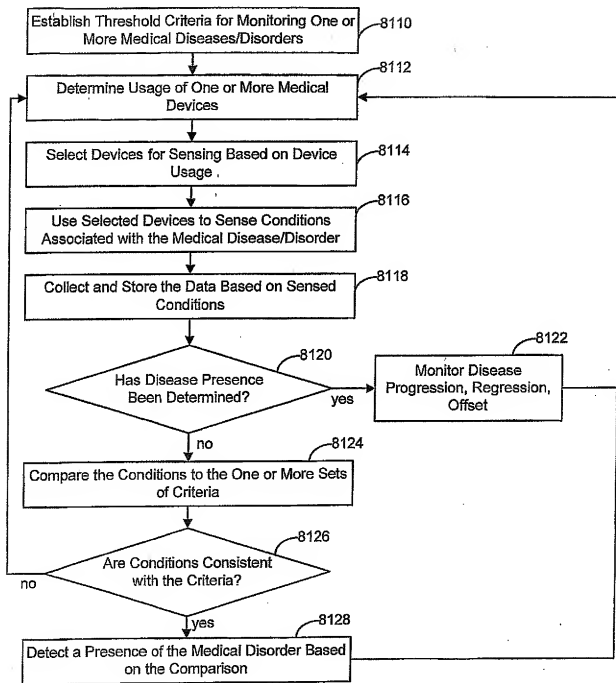 Establish Threshold Criteria for Monitoring One or
More Medical Diseases/Disorders
8110
8112
Determine Usage of One or More Medical
Devices
8114
Select Devices for Sensing Based on Device
Usage .
8116
Use Selected Devices to Sense Conditions
Associated with the Medical Disease/Disorder
8118
Collect and Store the Data Based on Sensed
Conditions
8120
Has Disease Presence
Been Determined?
yes
8122
Monitor Disease
Progression, Regression,
Offset
no
8124
Compare the Conditions to the One or More Sets
of Criteria
8126
Are Conditions Consistent
with the Criteria?
no
yes
8128
Detect a Presence of the Medical Disorder Based
on the Comparison